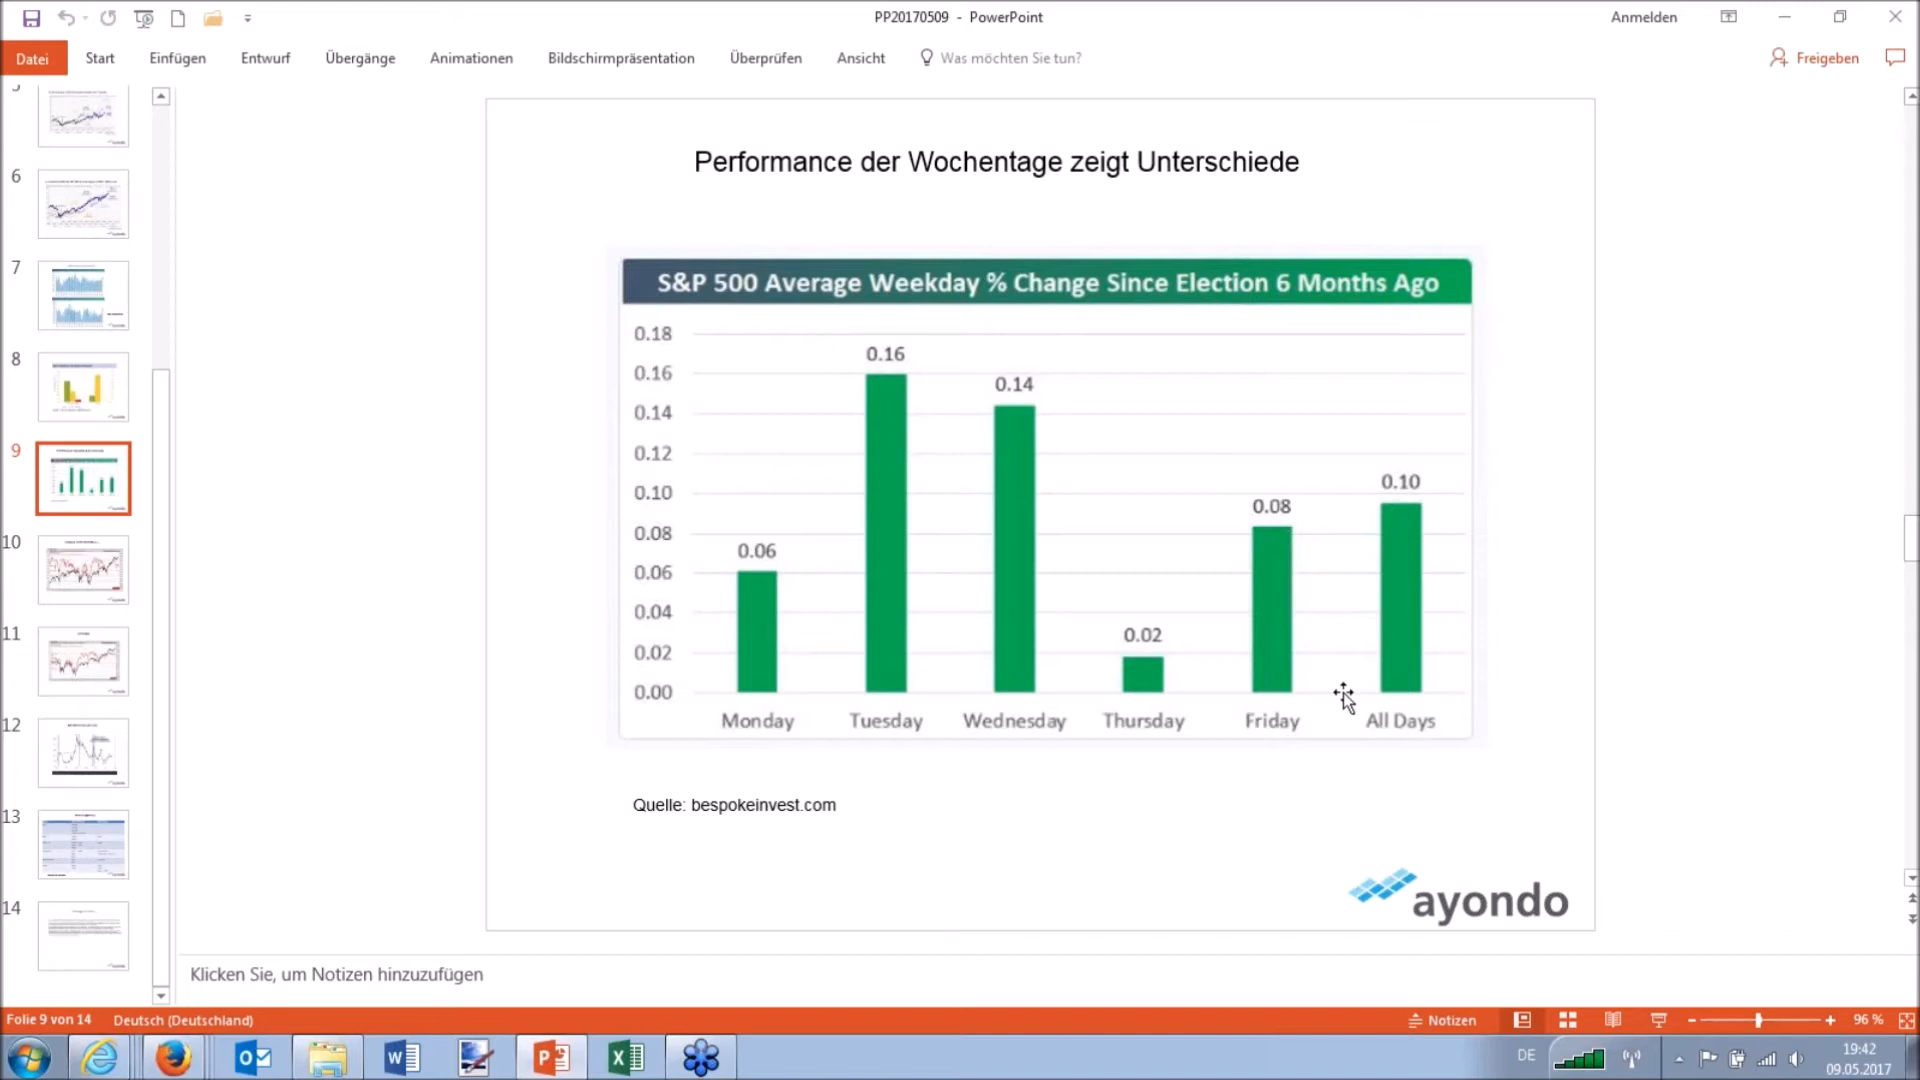 PP20170509 - PowerPoint
Anmelden
Datei Start Einfügen Entwurf Übergänge Animationen Bildschirmpräsentation Überprüfen Ansicht Was möchten Sie tun? Freigeben
6
7
8
9
10
11
12
13
14
Performance der Wochentage zeigt Unterschiede
S&P 500 Average Weekday % Change Since Election 6 Months Ago
0.18
0.16
0.14
0.12
0.10
0.08
0.06
0.04
0.02
0.00
0.06
0.16
0.14
0.02
0.08
0.10
Monday Tuesday Wednesday Thursday Friday All Days
Quelle: bespokeinvest.com
ayondo
Klicken Sie, um Notizen hinzuzufügen
Folie 9 von 14 Deutsch (Deutschland) Notizen 96 %
DE
19:42
09.05.2017